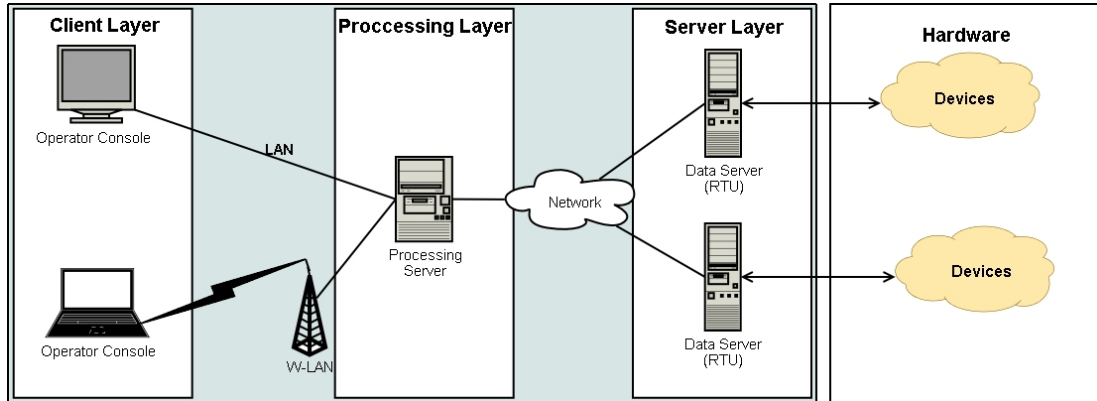 Client Layer
Proccessing Layer
Server Layer
Hardware
Operator Console
LAN
Processing
Server
Network
Data Server
(RTU)
Devices
Operator Console
W-LAN
Data Server
(RTU)
Devices